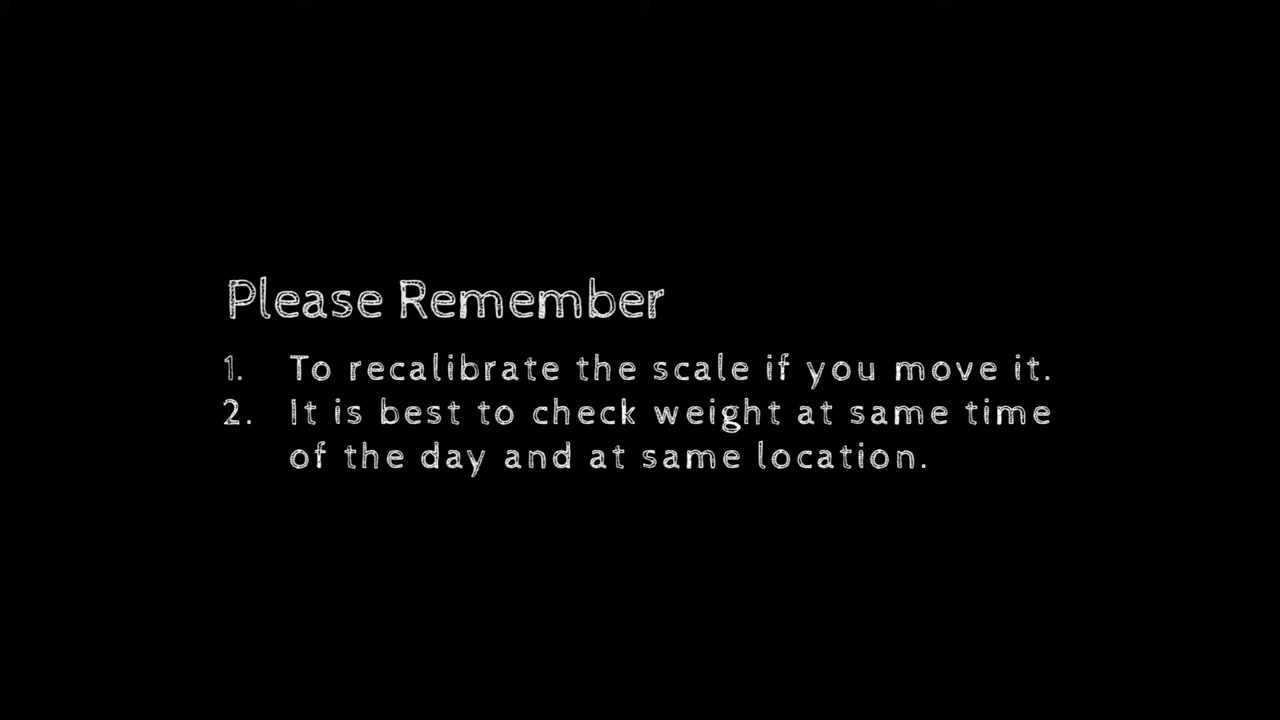 Please Remember
1. To recalibrate the scale if you move it.
2. It is best to check weight at same time
of the day and at same location.